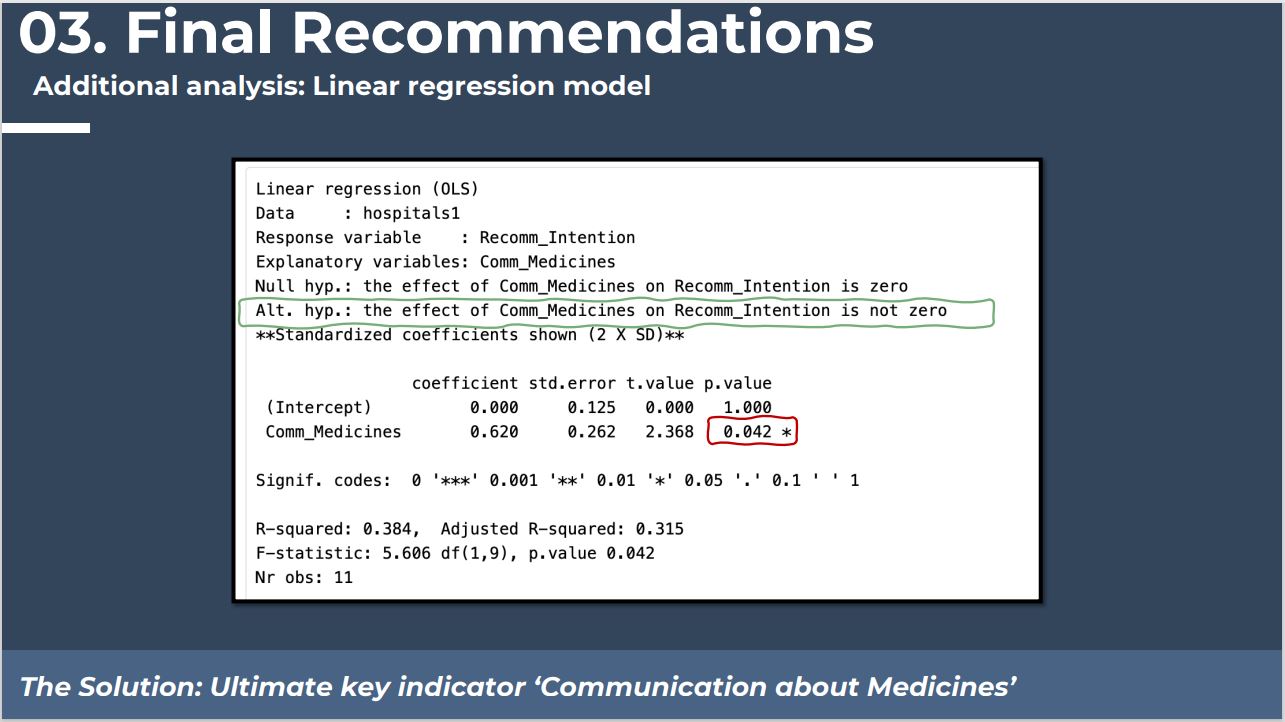 03. Final Recommendations
Additional analysis: Linear regression model
Linear regression (OLS)
Data     : hospitals1
Response variable    : Recomm_Intention
Explanatory variables: Comm_Medicines
Null hyp.: the effect of Comm_Medicines on Recomm_Intention is zero
Alt. hyp.: the effect of Comm_Medicines on Recomm_Intention is not zero
**Standardized coefficients shown (2 X SD)**
coefficient std.error t.value p.value
(Intercept)          0.000     0.125   0.000   1.000
Comm_Medicines       0.620     0.262   2.368   0.042 *
Signif. codes:  0 '***' 0.001 '**' 0.01 '*' 0.05 '.' 0.1 ' ' 1
R-squared: 0.384,  Adjusted R-squared: 0.315
F-statistic: 5.606 df(1,9), p.value 0.042
Nr obs: 11
The Solution: Ultimate key indicator ‘Communication about Medicines’